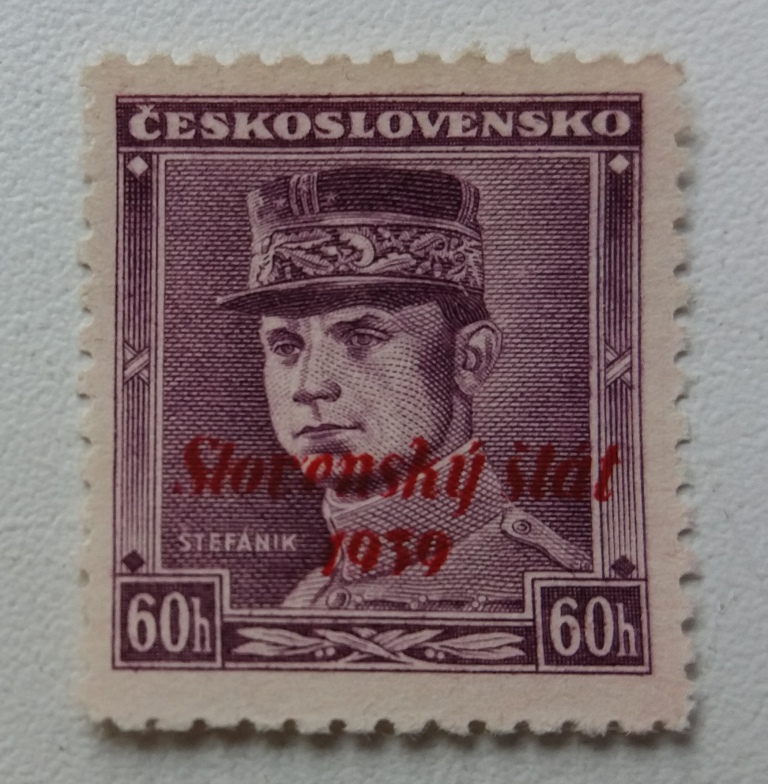 ČESKOSLOVENSKO
Slovenský štát
1939
ŠTEFÁNIK
60h
60h